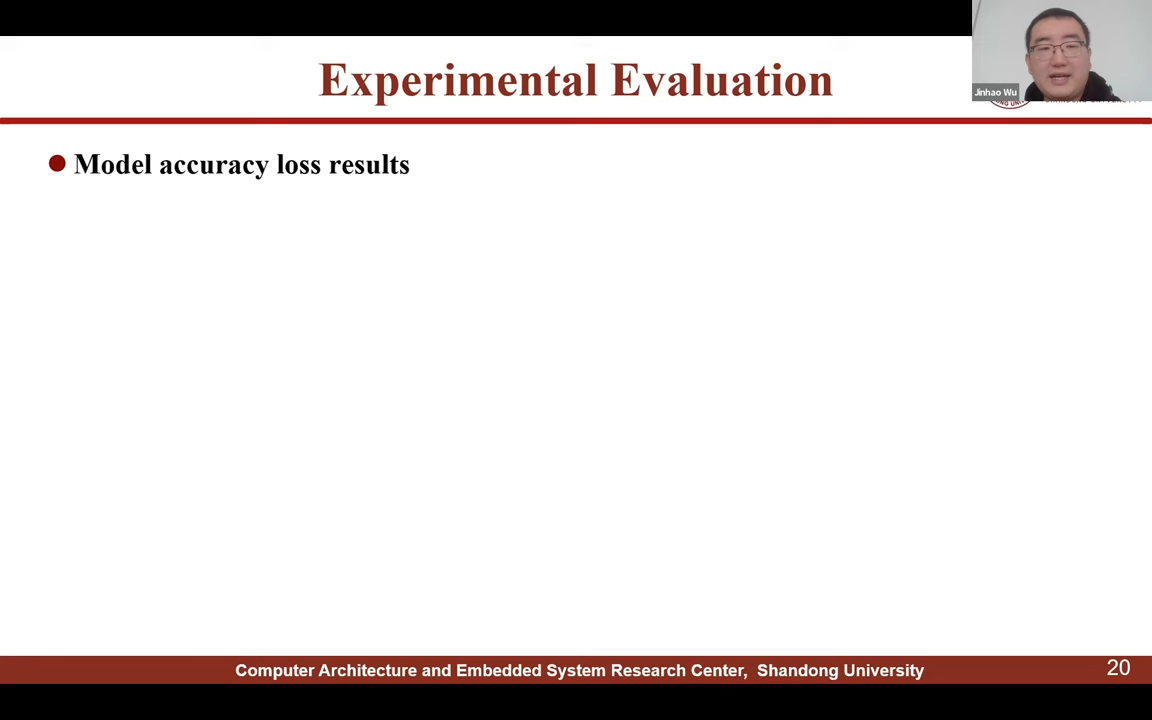 Experimental Evaluation
Jinhao Wu
Model accuracy loss results
Computer Architecture and Embedded System Research Center, Shandong University
20